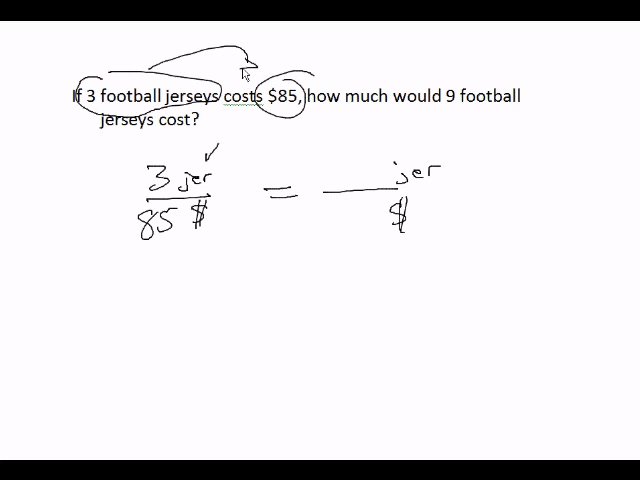 If 3 football jerseys costs $85, how much would 9 football
jerseys cost?
3 jer = jer
85 $ $